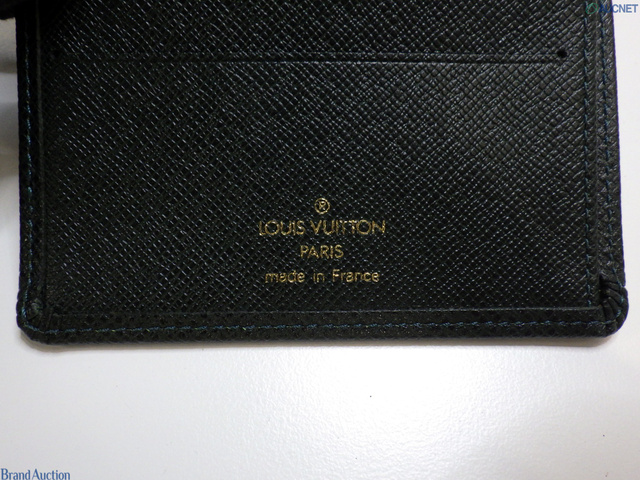 ®
LOUIS VUITTON
PARIS
made in France
Brand Auction